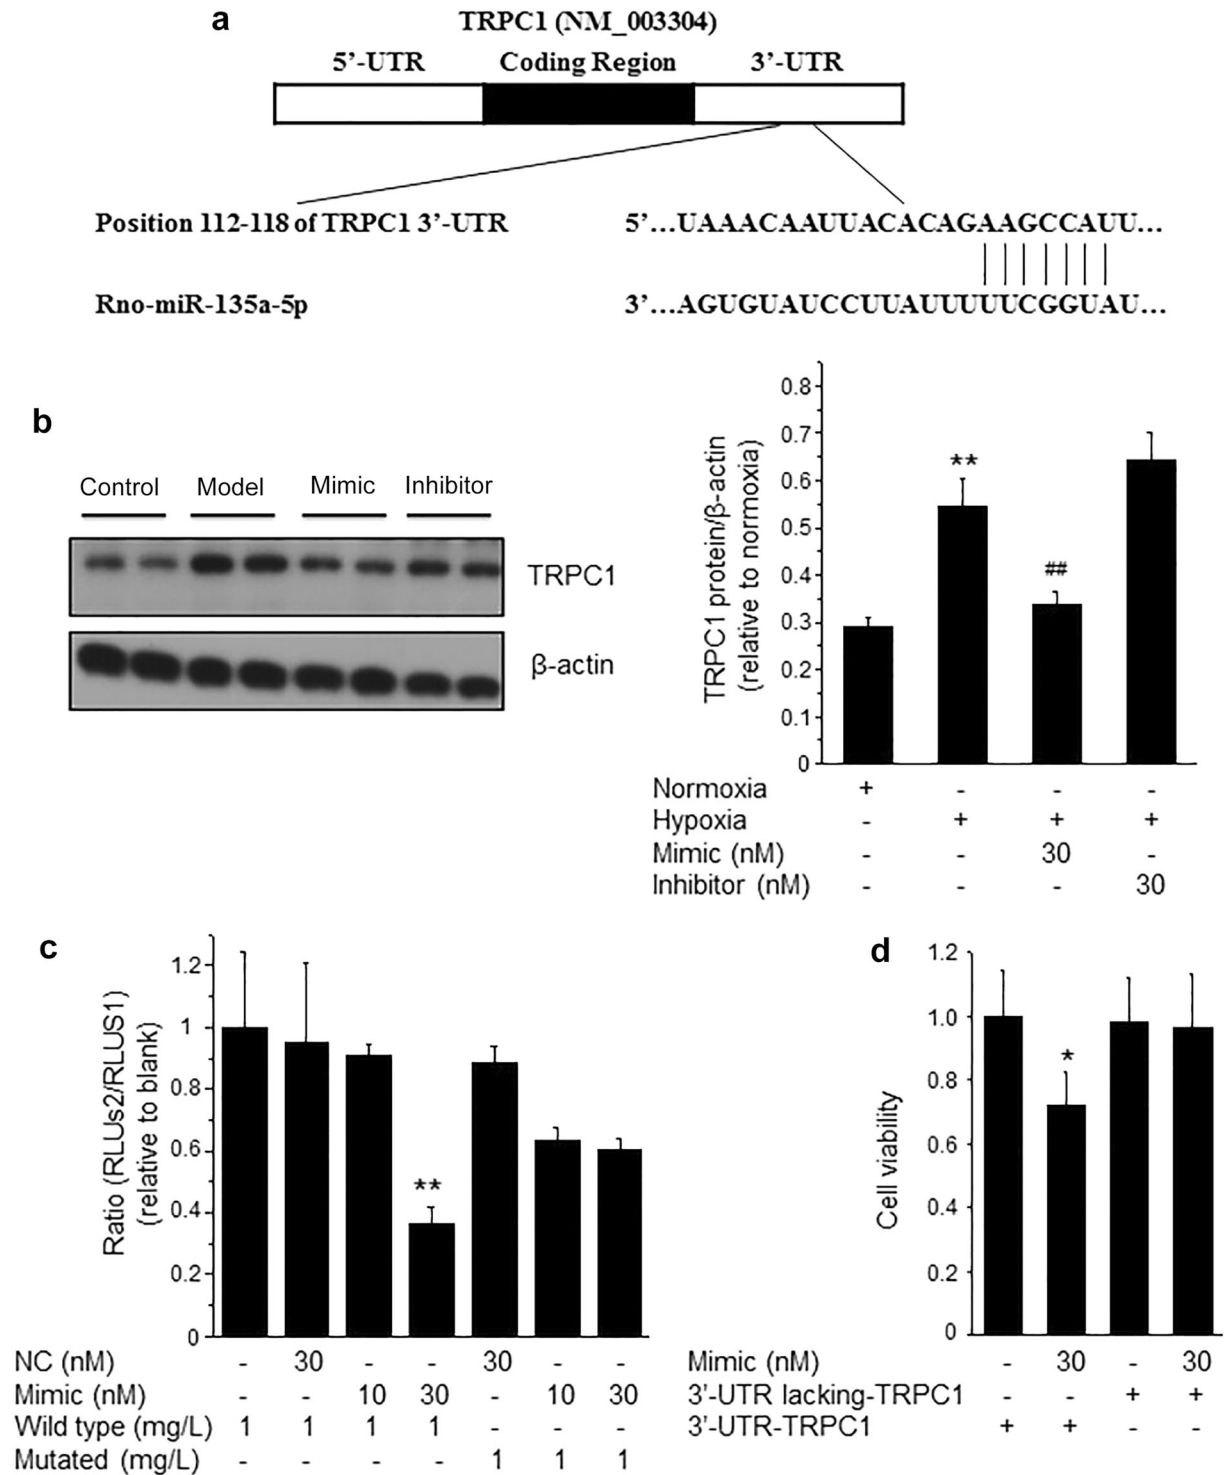 a
TRPC1 (NM_003304)
5’-UTR Coding Region 3’-UTR
Position 112-118 of TRPC1 3’-UTR 5’...UAAACAAUUACACAGAAGCCAUU...
Rno-miR-135a-5p 3’...AGUGUAUCCUUAUUUUUCGGUAU...
b
Control Model Mimic Inhibitor
TRPC1
β-actin
TRPC1 protein/β-actin
(relative to normoxia)
0.8
0.7
0.6
0.5
0.4
0.3
0.2
0.1
0
**
##
Normoxia + - - -
Hypoxia - + + +
Mimic (nM) - - 30 -
Inhibitor (nM) - - - 30
c
Ratio (RLUs2/RLUS1)
(relative to blank)
1.2
1
0.8
0.6
0.4
0.2
0
**
NC (nM) - 30 - - 30 - -
Mimic (nM) - - 10 30 - 10 30
Wild type (mg/L) 1 1 1 1 - - -
Mutated (mg/L) - - - - 1 1 1
d
Cell viability
1.2
1.0
0.8
0.6
0.4
0.2
0
*
Mimic (nM) - 30 - 30
3'-UTR lacking-TRPC1 - - + +
3'-UTR-TRPC1 + + - -